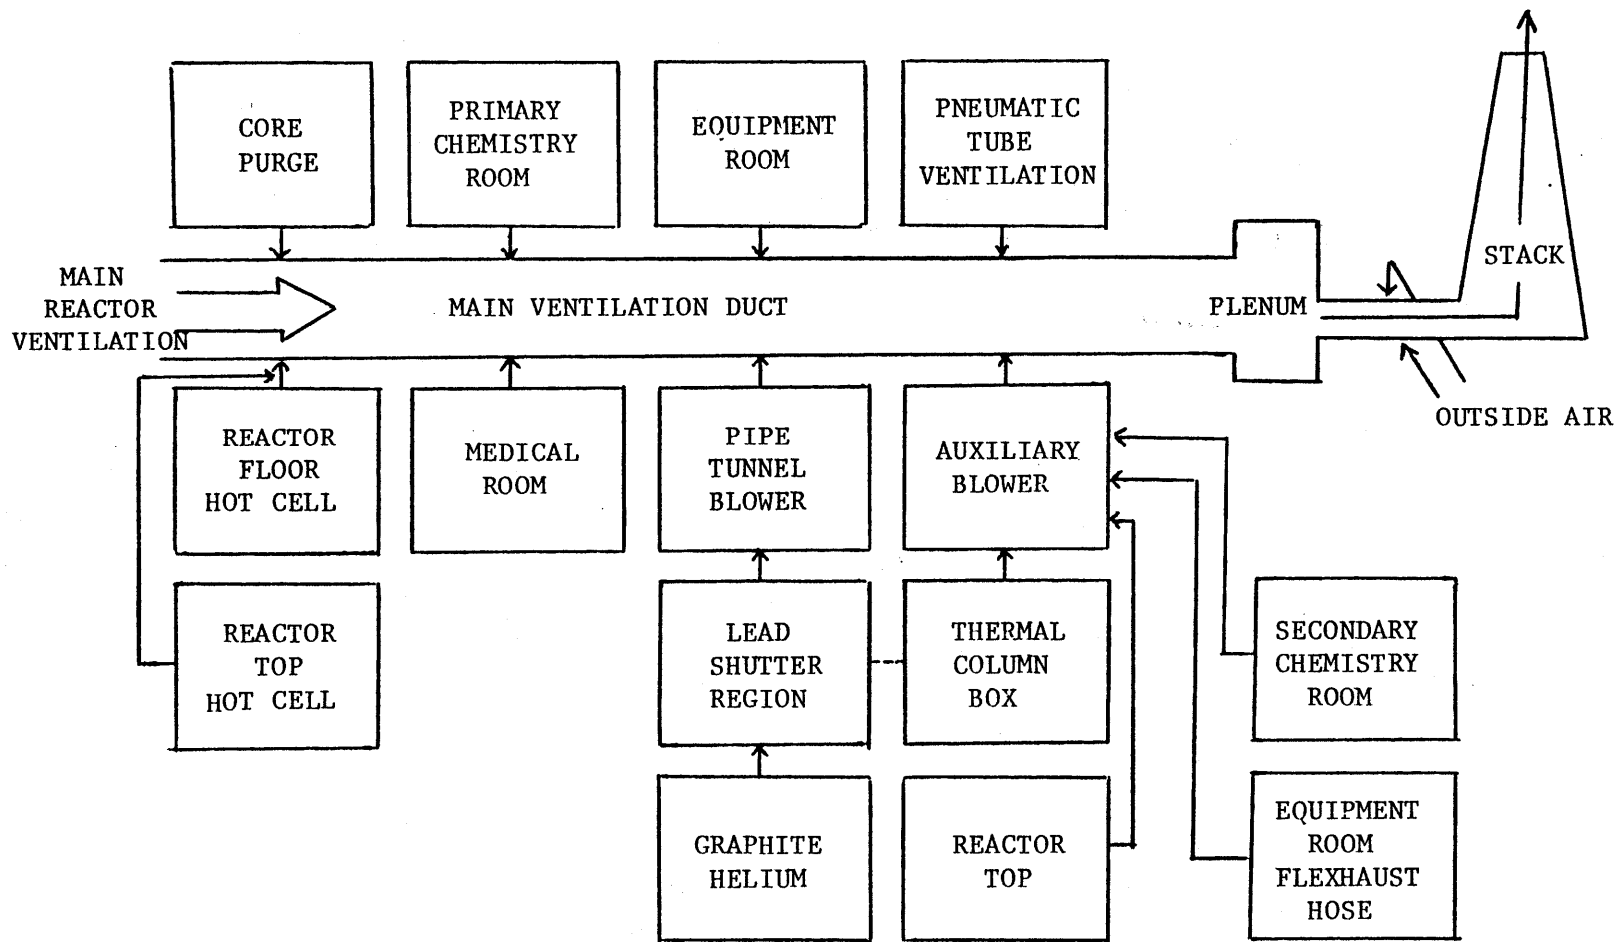 CORE
PURGE
PRIMARY
CHEMISTRY
ROOM
EQUIPMENT
ROOM
PNEUMATIC
TUBE
VENTILATION
MAIN
REACTOR
VENTILATION
MAIN VENTILATION DUCT
PLENUM
STACK
OUTSIDE AIR
REACTOR
FLOOR
HOT CELL
MEDICAL
ROOM
PIPE
TUNNEL
BLOWER
AUXILIARY
BLOWER
REACTOR
TOP
HOT CELL
LEAD
SHUTTER
REGION
THERMAL
COLUMN
BOX
SECONDARY
CHEMISTRY
ROOM
GRAPHITE
HELIUM
REACTOR
TOP
EQUIPMENT
ROOM
FLEXHAUST
HOSE